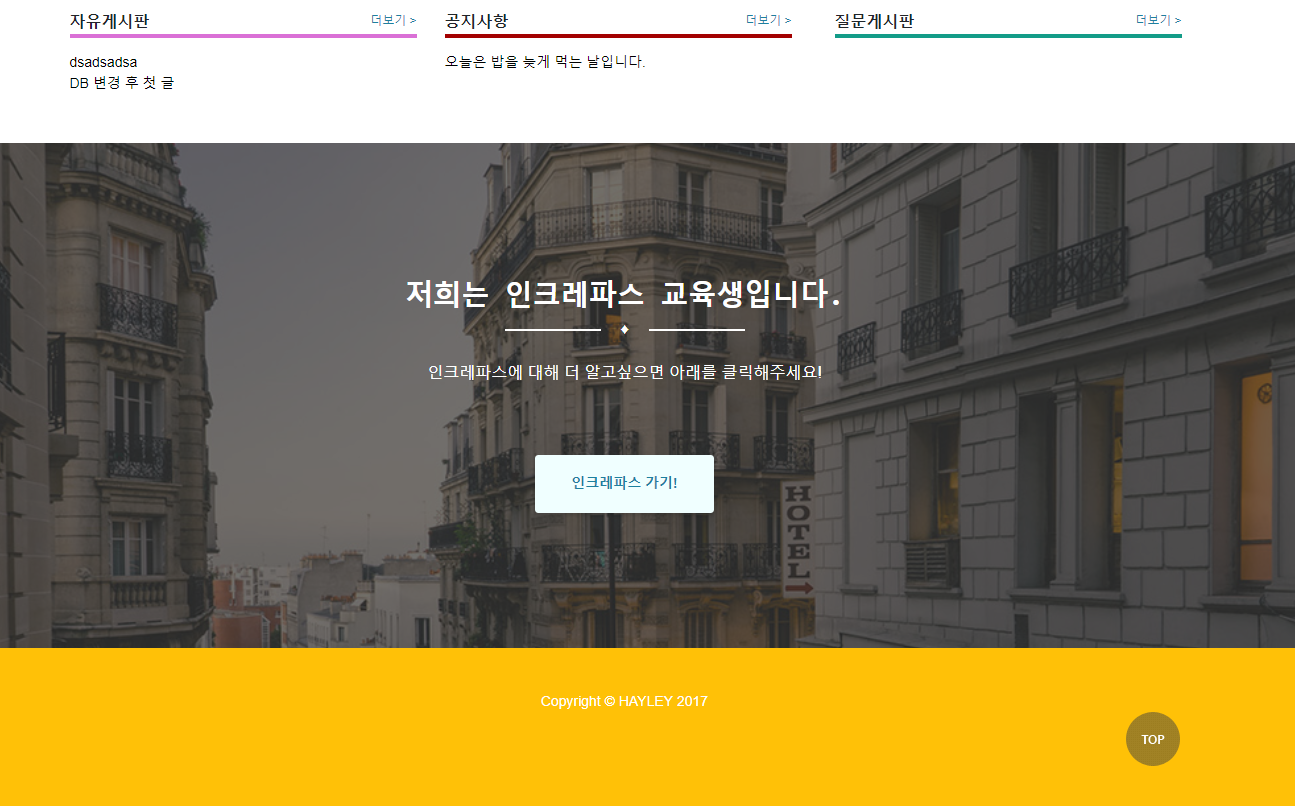 자유게시판 더보기 > 공지사항 더보기 > 질문게시판 더보기 >
dsadsadsa 오늘은 밥을 늦게 먹는 날입니다.
DB 변경 후 첫 글
저희는 인크레파스 교육생입니다.
인크레파스에 대해 더 알고싶으면 아래를 클릭해주세요!
인크레파스 가기!
HOTEL
Copyright © HAYLEY 2017
TOP